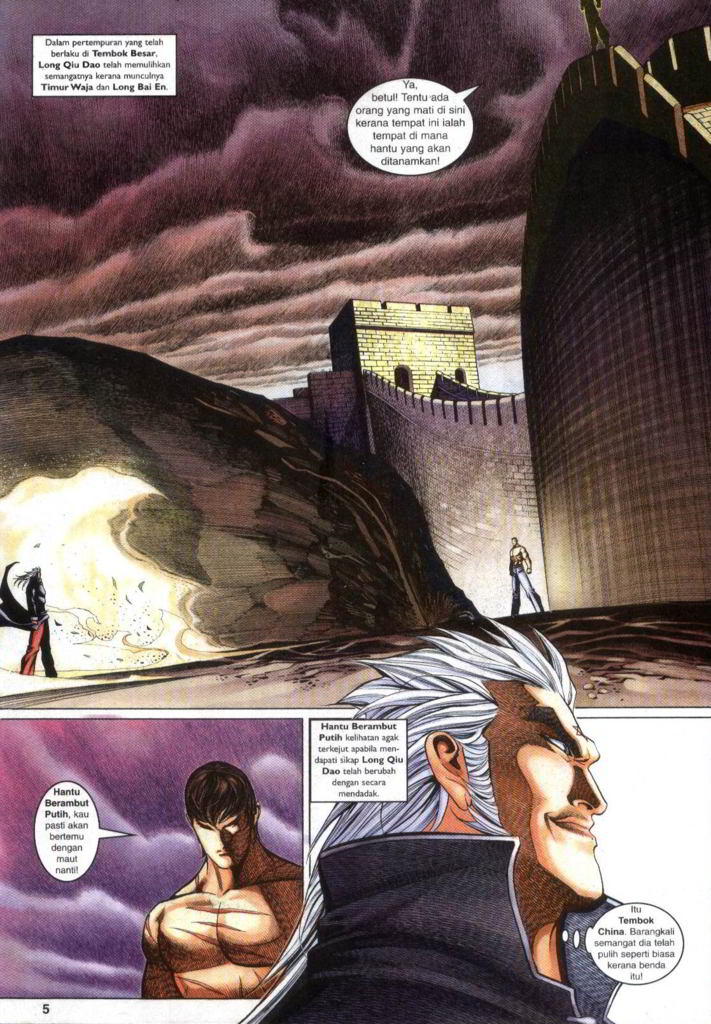 Dalam pertempuran yang telah
berlaku di Tembok Besar,
Long Qiu Dao telah memulihkan
semangatnya kerana munculnya
Timur Waja dan Long Bai En.
Ya,
betul! Tentu ada
orang yang mati di sini
kerana tempat ini ialah
tempat di mana
hantu yang akan
ditanamkan!
Hantu
Berambut
Putih, kau
pasti akan
bertemu
dengan
maut
nanti!
Hantu Berambut
Putih kelihatan agak
terkejut apabila men-
dapati sikap Long Qiu
Dao telah berubah
dengan secara
mendadak.
Itu
Tembok
China. Barangkali
semangat dia telah
pulih seperti biasa
kerana benda
itu!
5